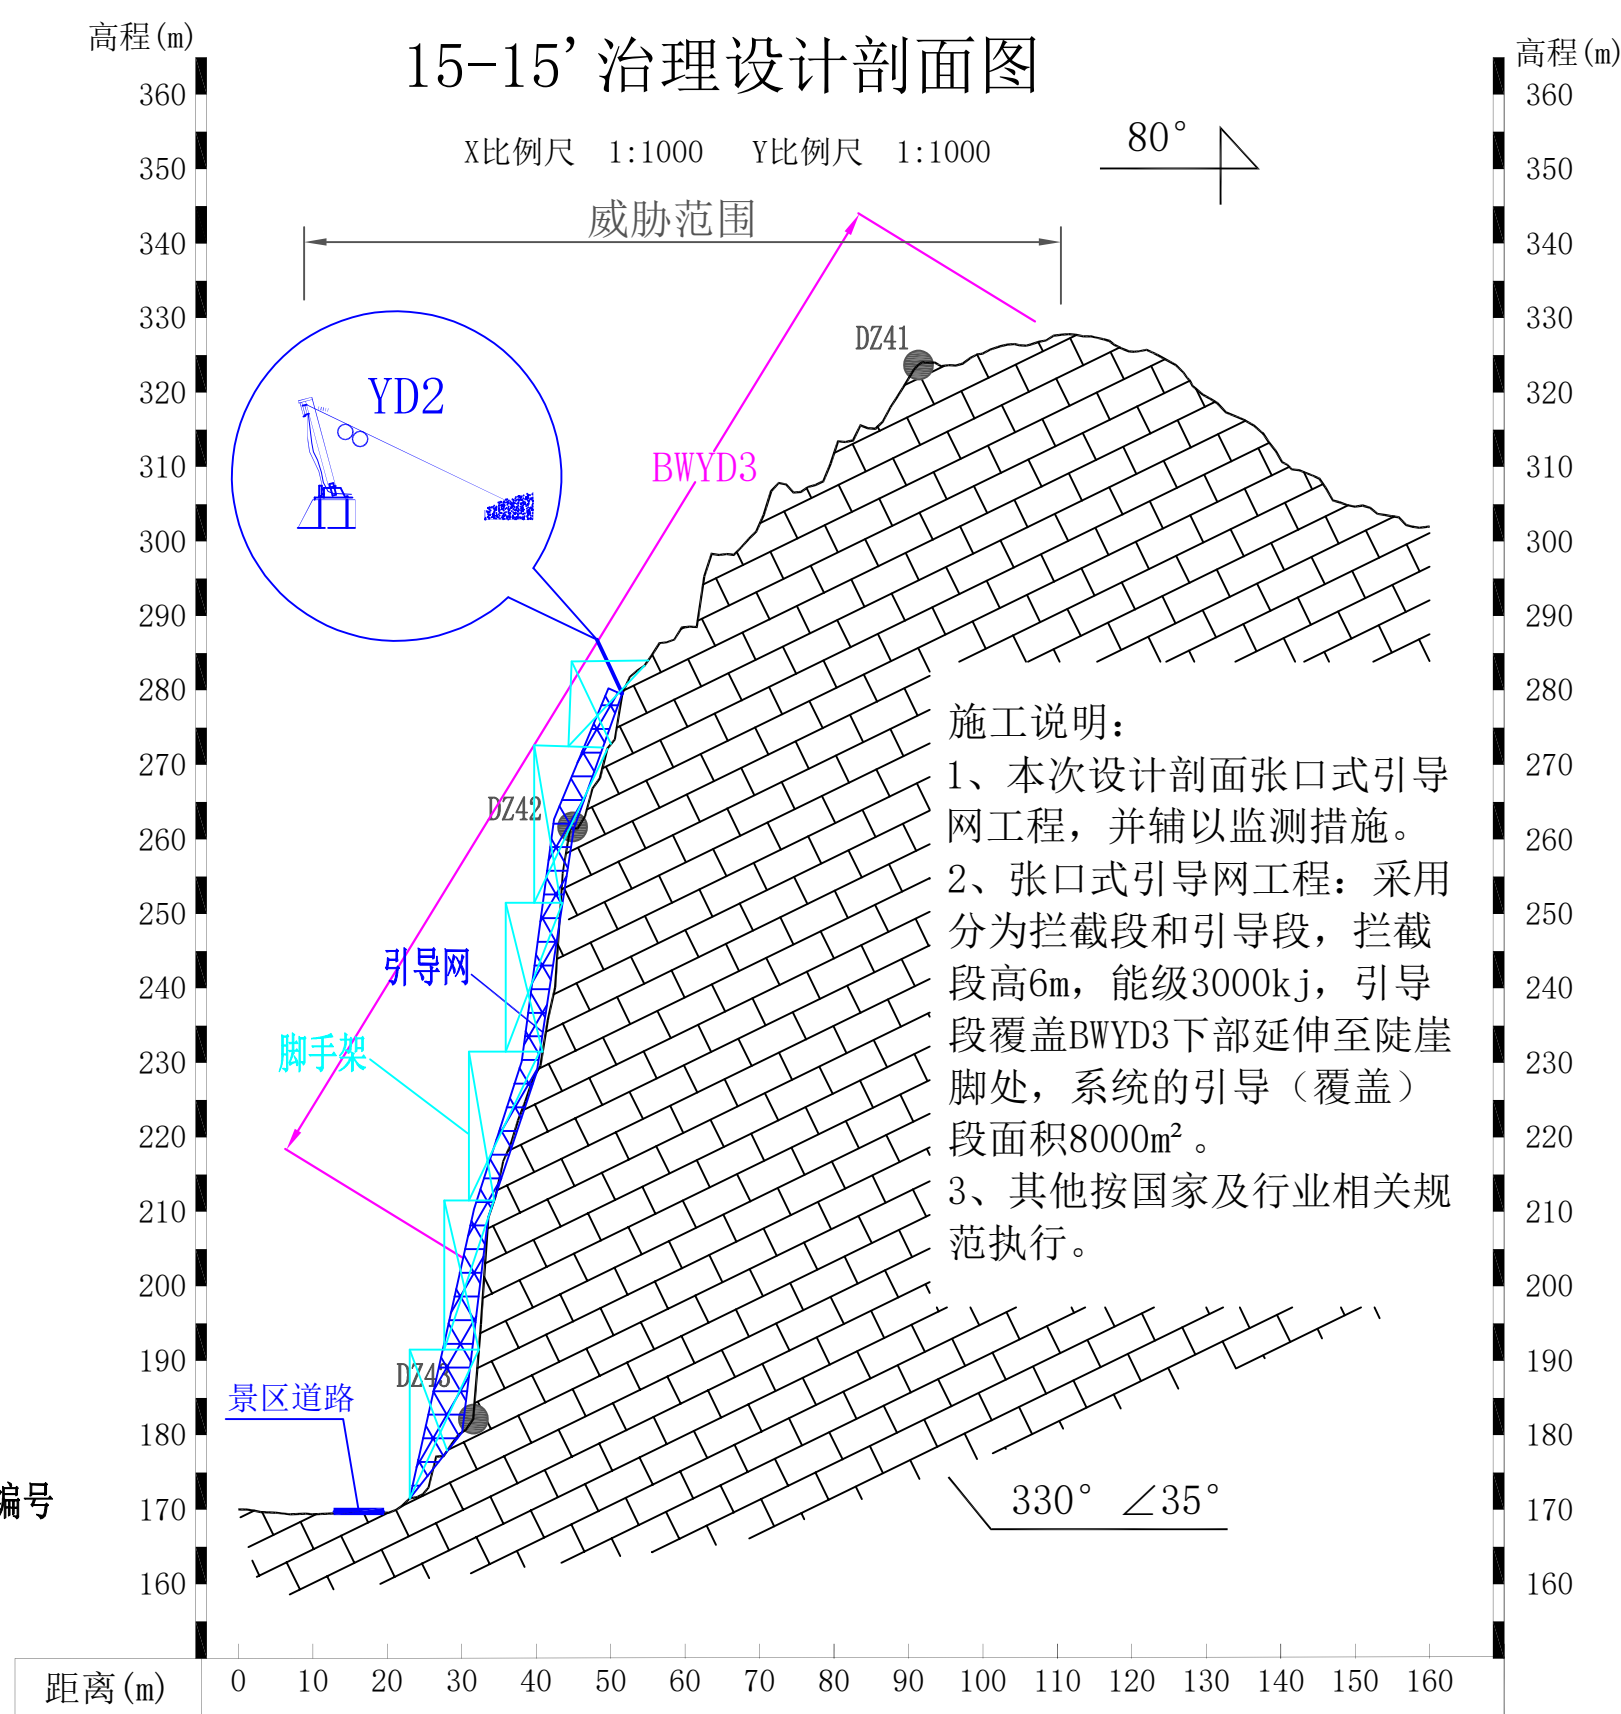 高程(m)
高程(m)
15-15’治理设计剖面图
X比例尺 1:1000 Y比例尺 1:1000
80°
威胁范围
360
350
340
330
320
310
300
290
280
270
260
250
240
230
220
210
200
190
180
170
160
360
350
340
330
320
310
300
290
280
270
260
250
240
230
220
210
200
190
180
170
160
DZ41
YD2
BWYD3
DZ42
引导网
脚手架
DZ43
景区道路
编号
施工说明：
1、本次设计剖面张口式引导
网工程，并辅以监测措施。
2、张口式引导网工程：采用
分为拦截段和引导段，拦截
段高6m，能级3000kj，引导
段覆盖BWYD3下部延伸至陡崖
脚处，系统的引导（覆盖）
段面积8000m²。
3、其他按国家及行业相关规
范执行。
330° ∠35°
距离(m)
0 10 20 30 40 50 60 70 80 90 100 110 120 130 140 150 160